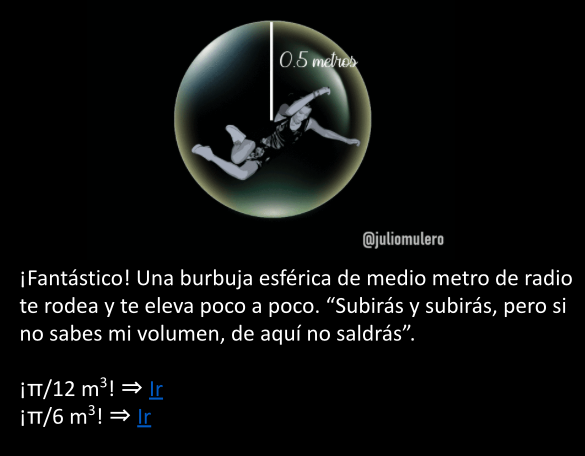 0.5 metros
@juliomulero
¡Fantástico! Una burbuja esférica de medio metro de radio
te rodea y te eleva poco a poco. “Subirás y subirás, pero si
no sabes mi volumen, de aquí no saldrás”.
¡π/12 m³! ⇒ Ir
¡π/6 m³! ⇒ Ir